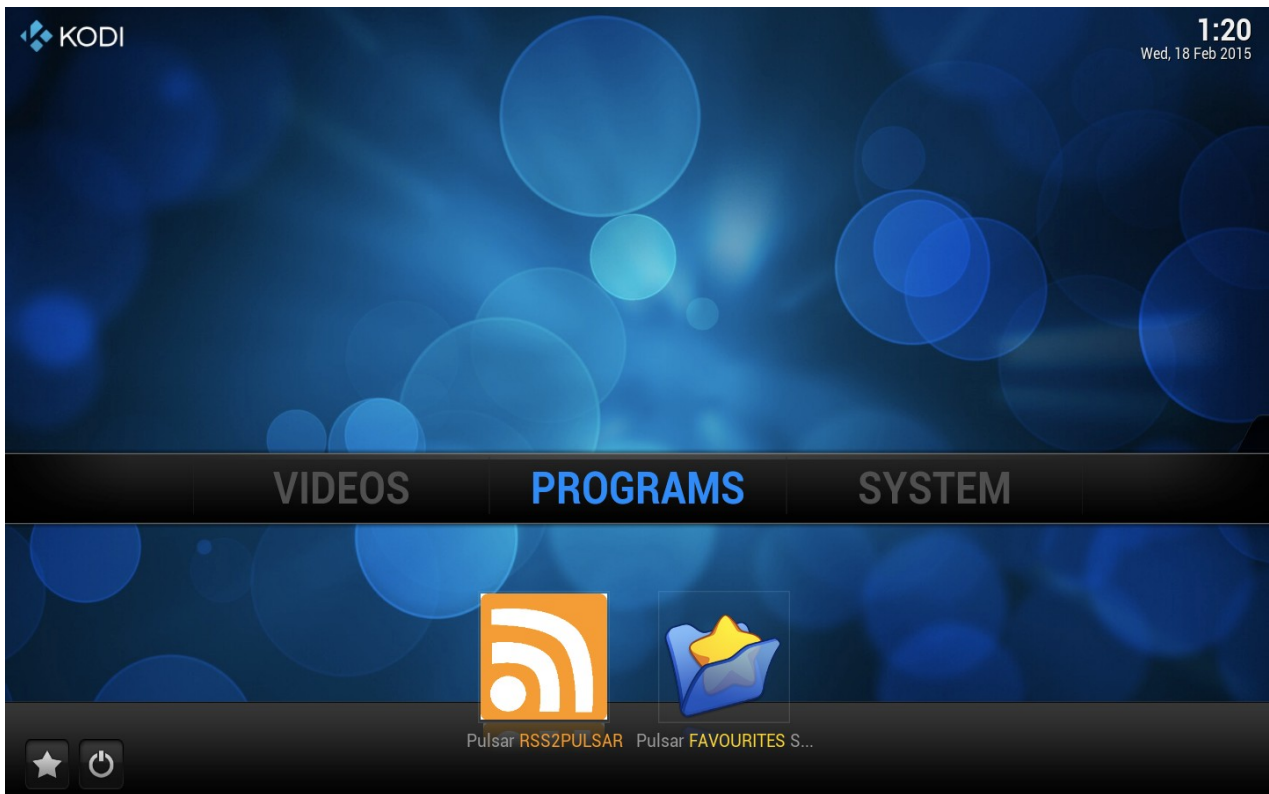 KODI
1:20
Wed, 18 Feb 2015
VIDEOS PROGRAMS SYSTEM
Pulsar RSS2PULSAR Pulsar FAVOURITES S...